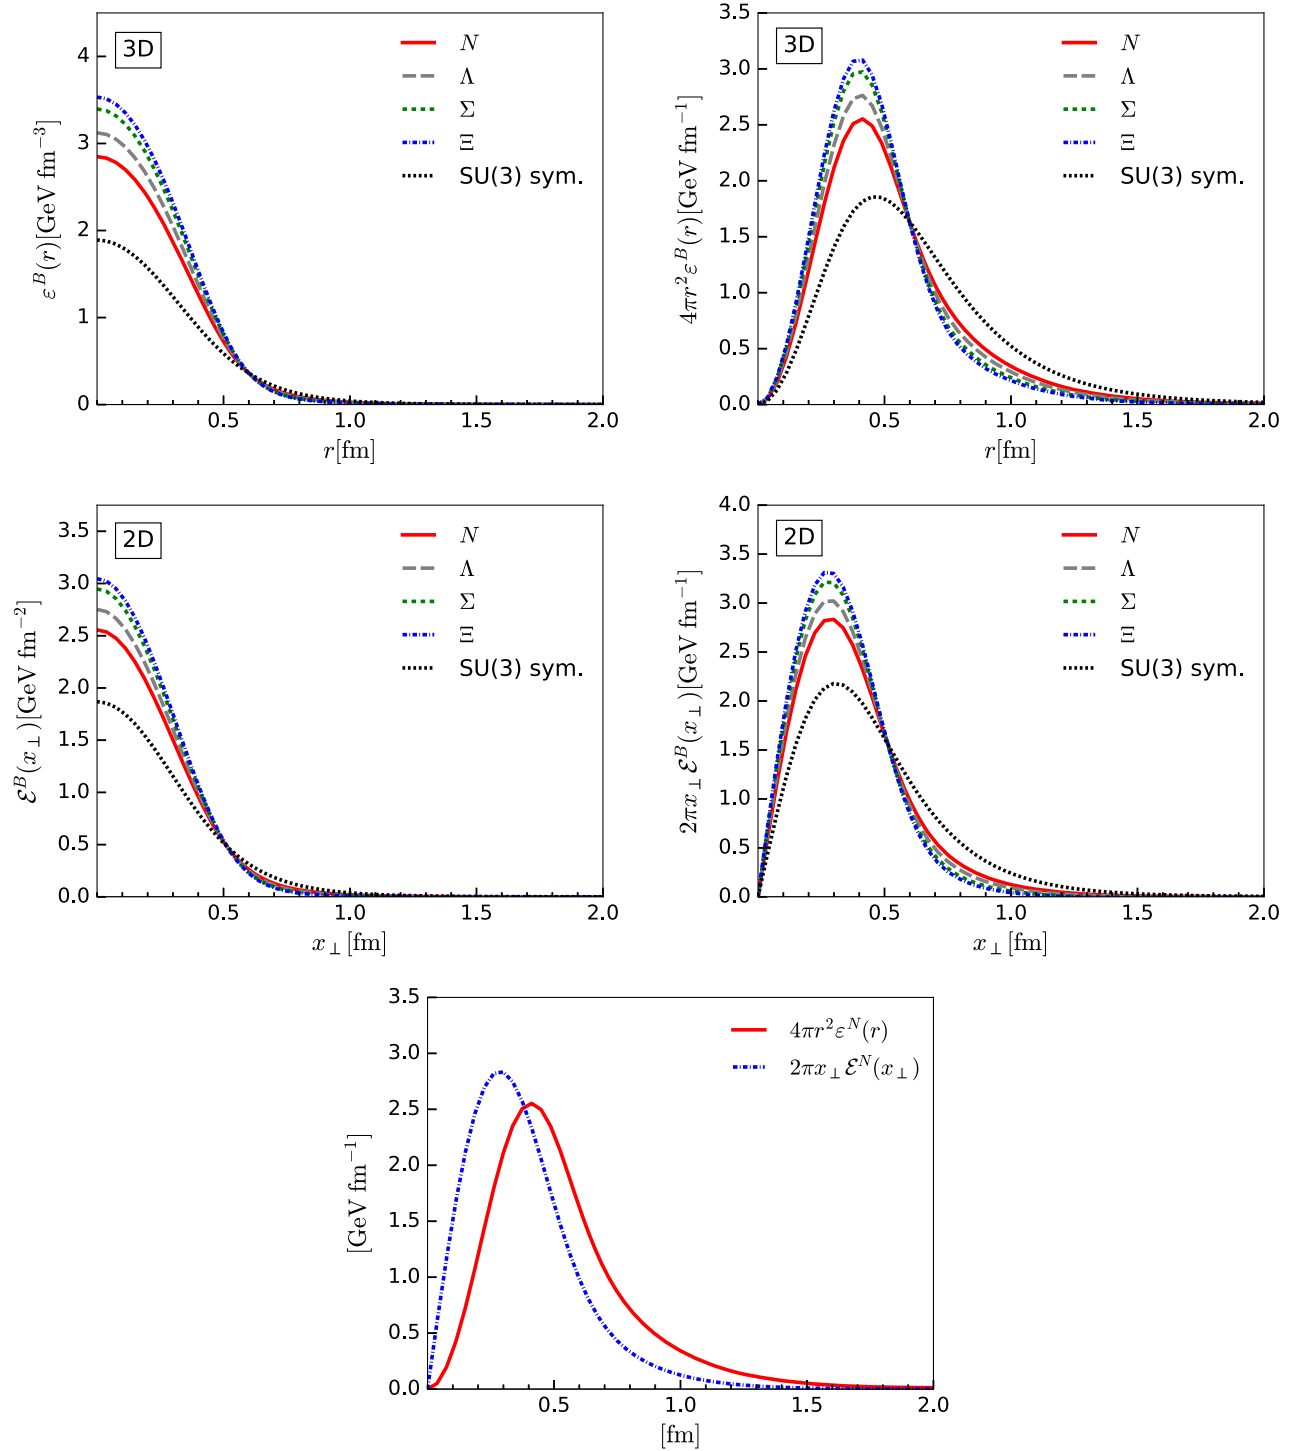 3D
N
Λ
Σ
Ξ
SU(3) sym.
ε^B(r)[GeV fm^−3]
4
3
2
1
0
0.5
1.0
1.5
2.0
r[fm]
3D
N
Λ
Σ
Ξ
SU(3) sym.
4πr^2 ε^B(r)[GeV fm^−1]
3.5
3.0
2.5
2.0
1.5
1.0
0.5
0.0
0.5
1.0
1.5
2.0
r[fm]
2D
N
Λ
Σ
Ξ
SU(3) sym.
ℰ^B(x_⊥)[GeV fm^−2]
3.5
3.0
2.5
2.0
1.5
1.0
0.5
0.0
0.5
1.0
1.5
2.0
x_⊥[fm]
2D
N
Λ
Σ
Ξ
SU(3) sym.
2πx_⊥ℰ^B(x_⊥)[GeV fm^−1]
4.0
3.5
3.0
2.5
2.0
1.5
1.0
0.5
0.0
0.5
1.0
1.5
2.0
x_⊥[fm]
4πr^2 ε^N(r)
2πx_⊥ℰ^N(x_⊥)
[GeV fm^−1]
3.5
3.0
2.5
2.0
1.5
1.0
0.5
0.0
0.5
1.0
1.5
2.0
[fm]